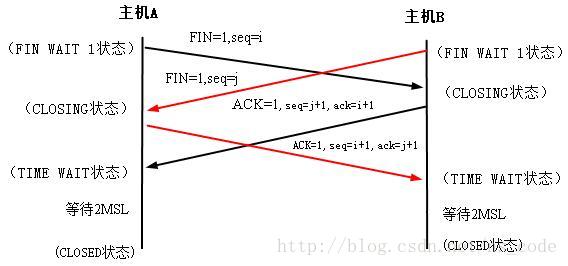 主机A
主机B
FIN=1,seq=i
(FIN WAIT 1状态)
(FIN WAIT 1状态)
FIN=1,seq=j
(CLOSING状态)
ACK=1, seq=j+1, ack=i+1
(CLOSING状态)
ACK=1, seq=i+1, ack=j+1
(TIME WAIT状态)
(TIME WAIT状态)
等待2MSL
等待2MSL
(CLOSED状态)
(CLOSED状态)
http://blog.csdn.
code